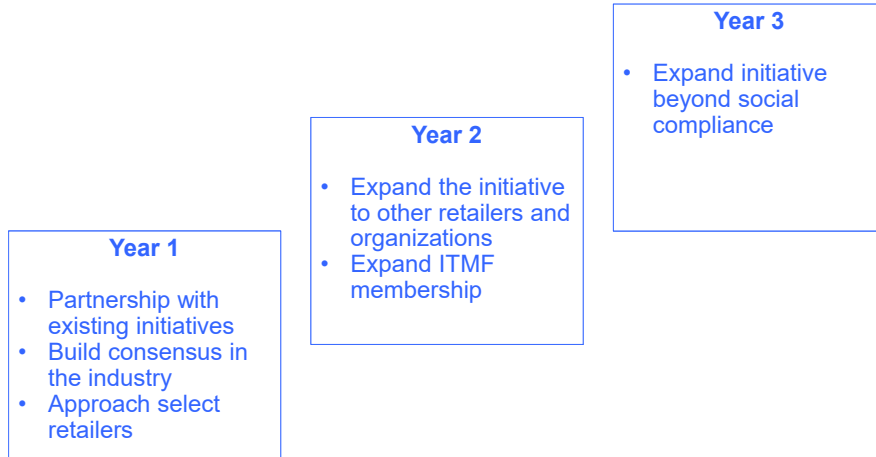 Year 1
• Partnership with
existing initiatives
• Build consensus in
the industry
• Approach select
retailers
Year 2
• Expand the initiative
to other retailers and
organizations
• Expand ITMF
membership
Year 3
• Expand initiative
beyond social
compliance